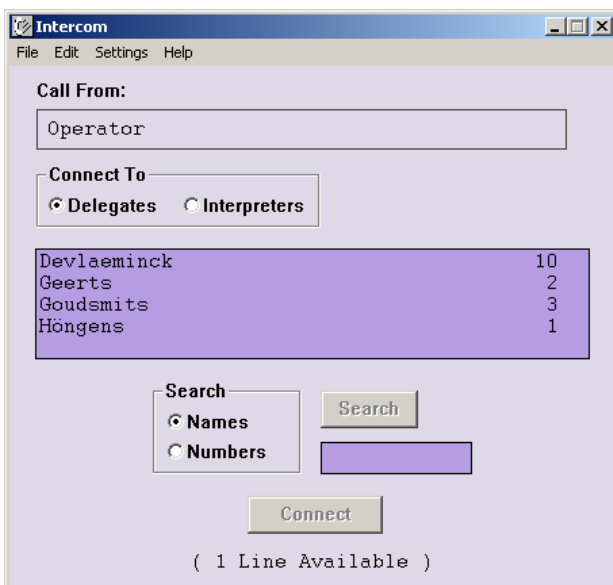 Intercom
File Edit Settings Help
Call From:
Operator
Connect To
Delegates Interpreters
Devlaeminck 10
Geerts 2
Goudsmits 3
Höngens 1
Search
Names
Search
Numbers
Connect
( 1 Line Available )